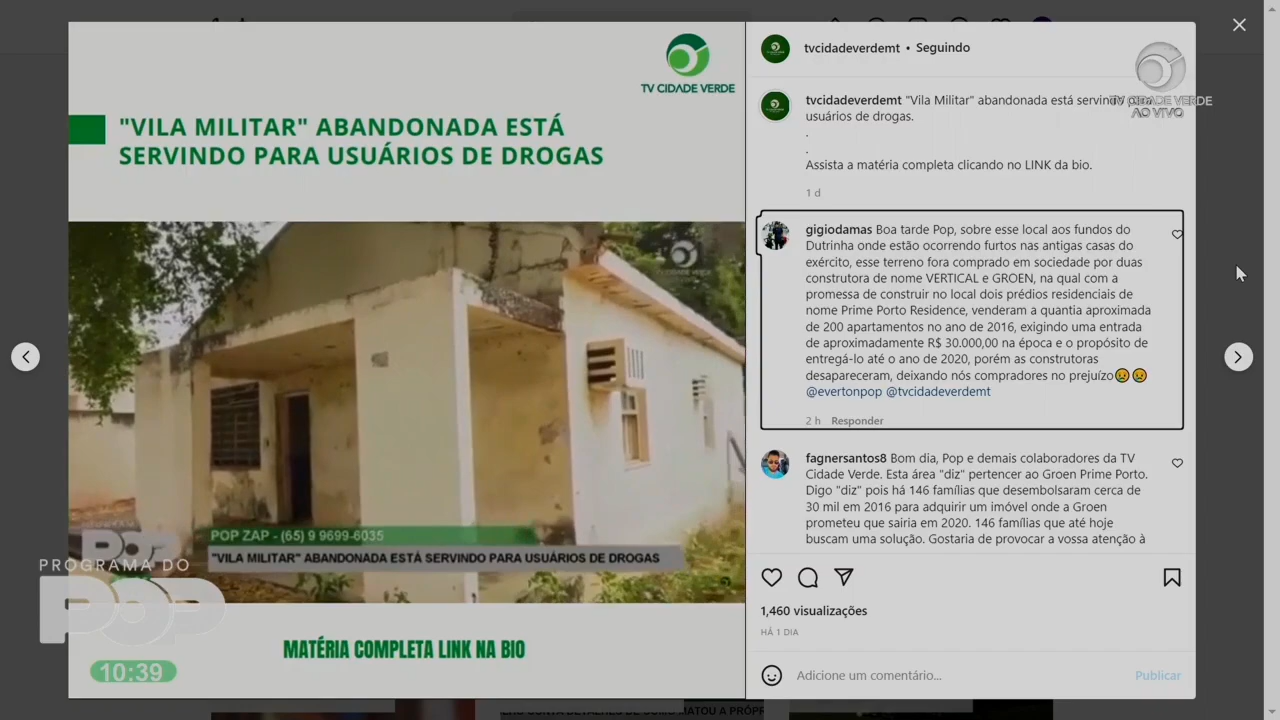 TV CIDADE VERDE
"VILA MILITAR" ABANDONADA ESTÁ
SERVINDO PARA USUÁRIOS DE DROGAS
TV CIDADE VERDE
POP
POP ZAP - (65) 9 9699-6035
"VILA MILITAR" ABANDONADA ESTÁ SERVINDO PARA USUÁRIOS DE DROGAS
PROGRAMA DO
POP
10:39
MATÉRIA COMPLETA LINK NA BIO
tvcidadeverdemt • Seguindo
TV CIDADE VERDE
AO VIVO
tvcidadeverdemt "Vila Militar" abandonada está servindo
usuários de drogas.
.
.
Assista a matéria completa clicando no LINK da bio.
1 d
gigiodamas Boa tarde Pop, sobre esse local aos fundos do
Dutrinha onde estão ocorrendo furtos nas antigas casas do
exército, esse terreno fora comprado em sociedade por duas
construtora de nome VERTICAL e GROEN, na qual com a
promessa de construir no local dois prédios residenciais de
nome Prime Porto Residence, venderam a quantia aproximada
de 200 apartamentos no ano de 2016, exigindo uma entrada
de aproximadamente R$ 30.000,00 na época e o propósito de
entregá-lo até o ano de 2020, porém as construtoras
desapareceram, deixando nós compradores no prejuízo😢😢
@evertonpop @tvcidadeverdemt
2 h Responder
fagnersantos8 Bom dia, Pop e demais colaboradores da TV
Cidade Verde. Esta área "diz" pertencer ao Groen Prime Porto.
Digo "diz" pois há 146 famílias que desembolsaram cerca de
30 mil em 2016 para adquirir um imóvel onde a Groen
prometeu que sairia em 2020. 146 famílias que até hoje
buscam uma solução. Gostaria de provocar a vossa atenção à
1,460 visualizações
HÁ 1 DIA
Adicione um comentário...
Publicar